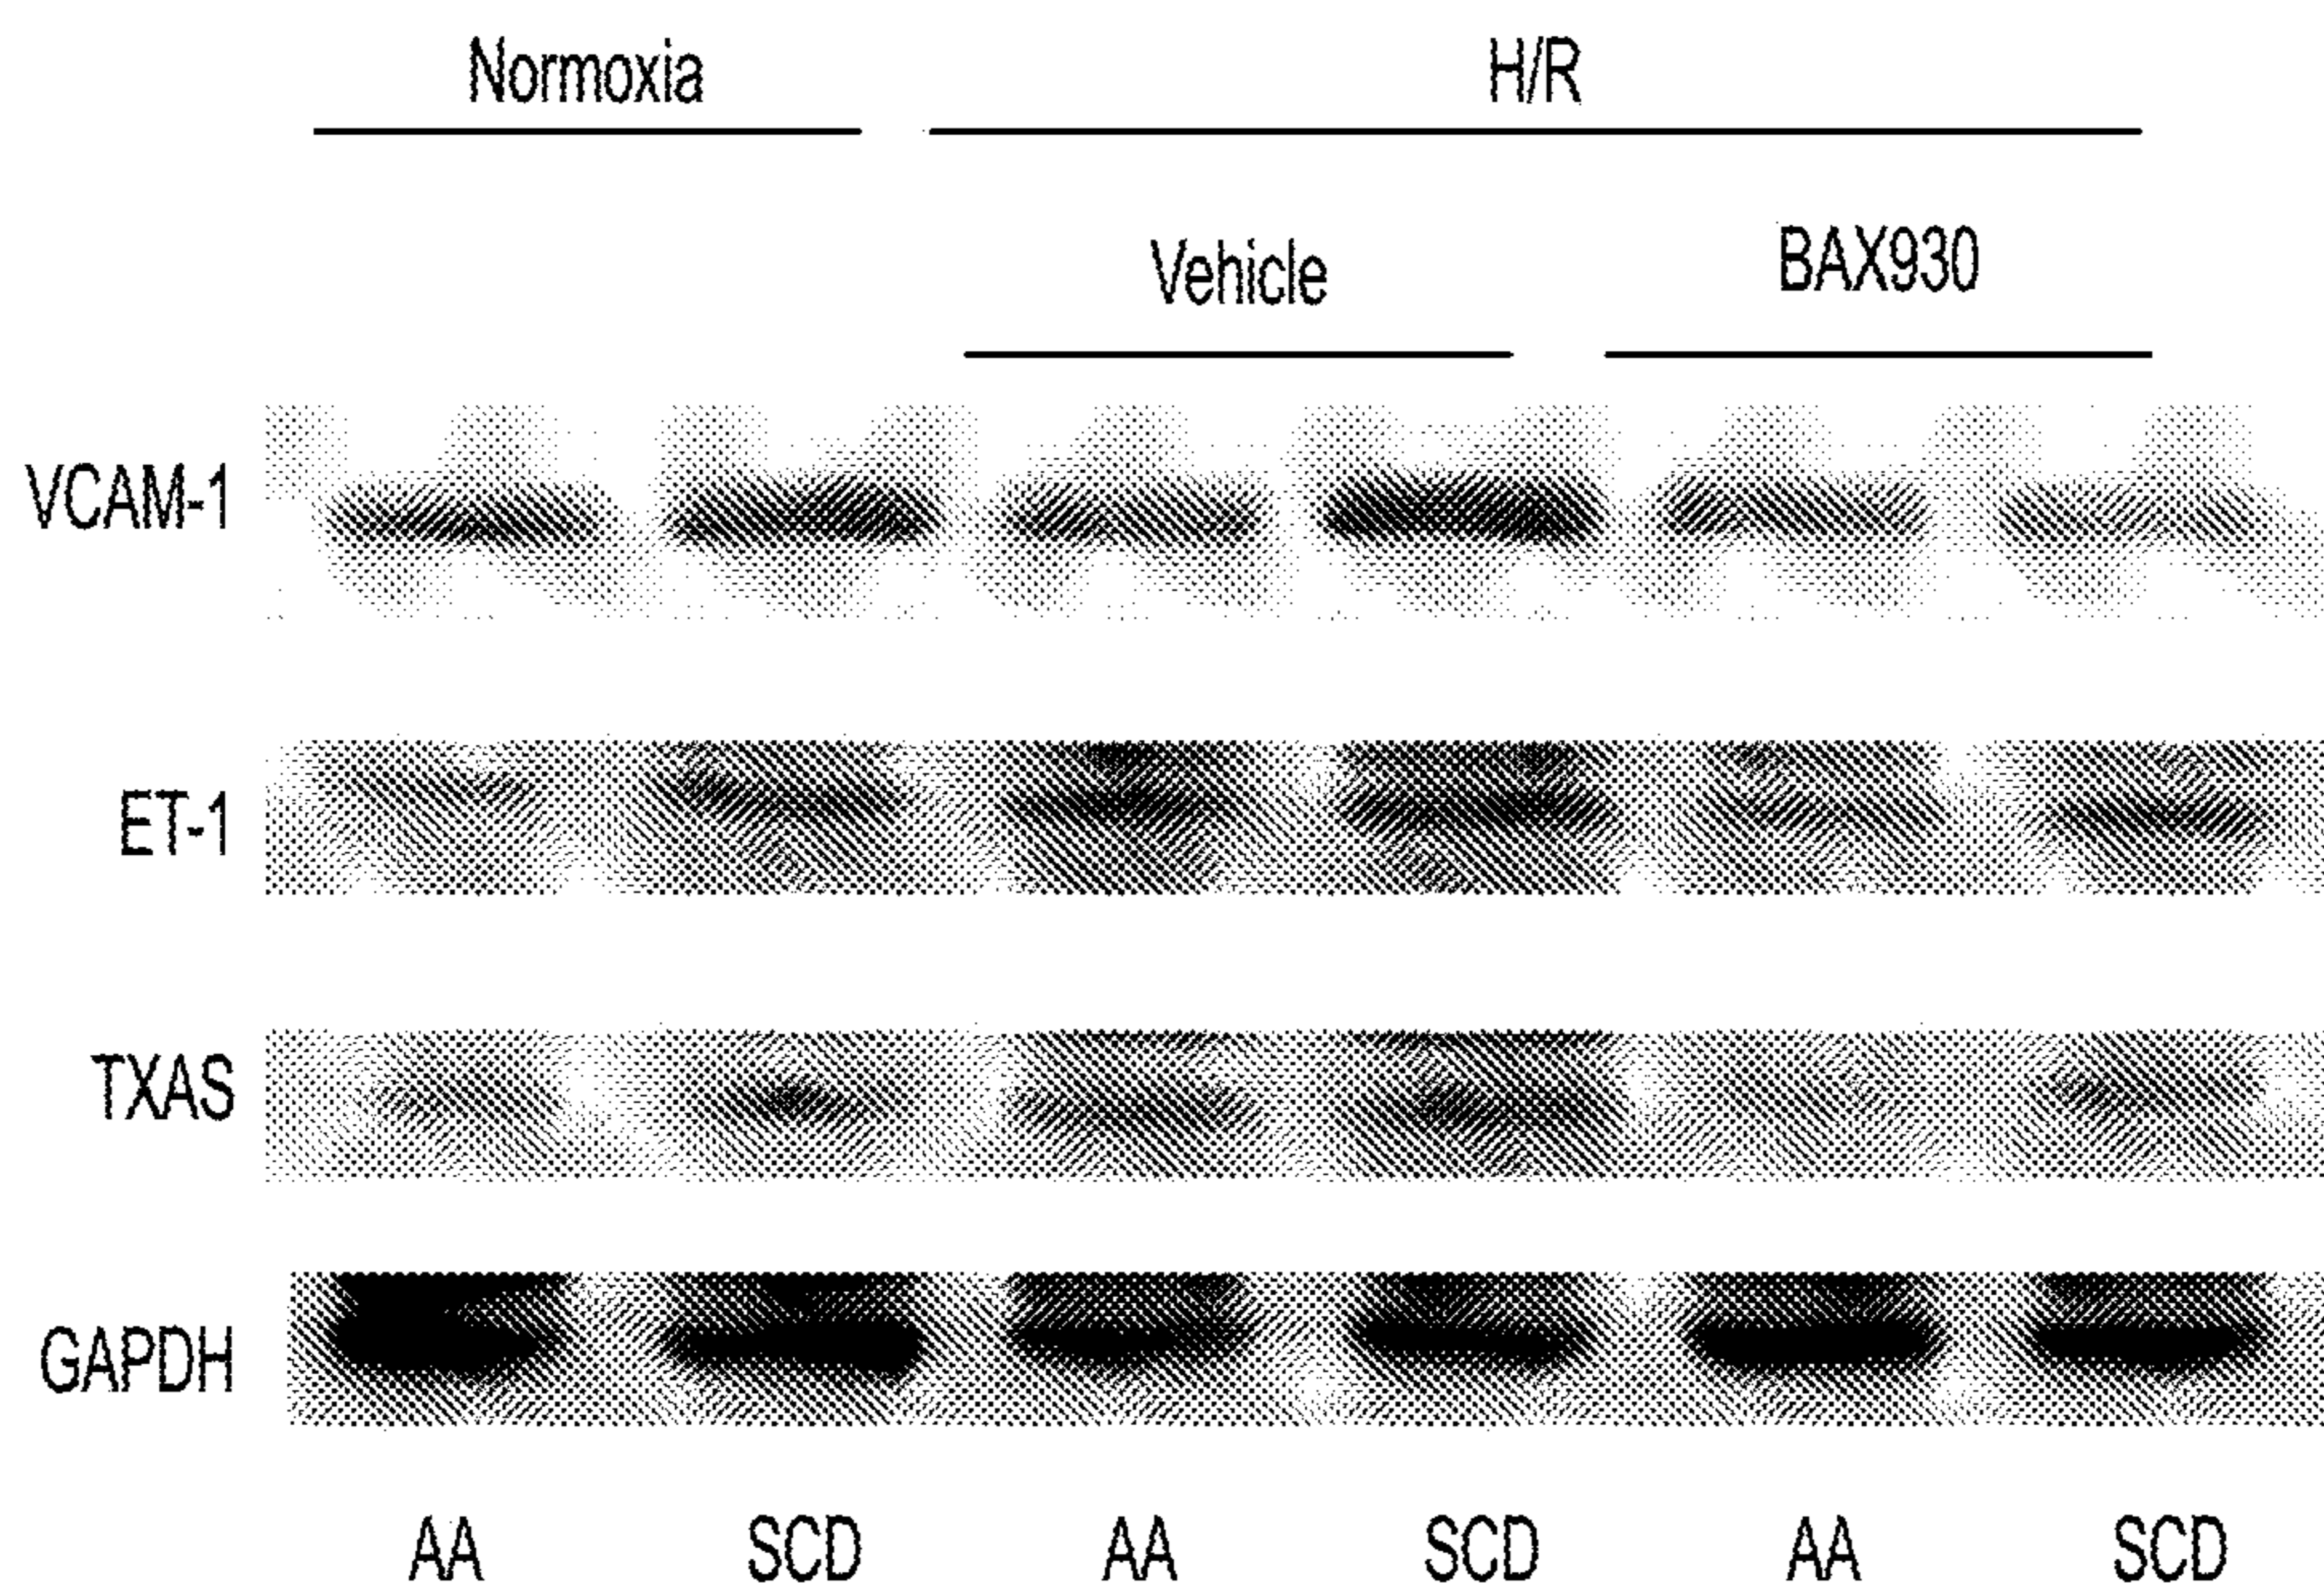 Normoxia H/R
Vehicle BAX930
VCAM-1
ET-1
TXAS
GAPDH
AA SCD AA SCD AA SCD